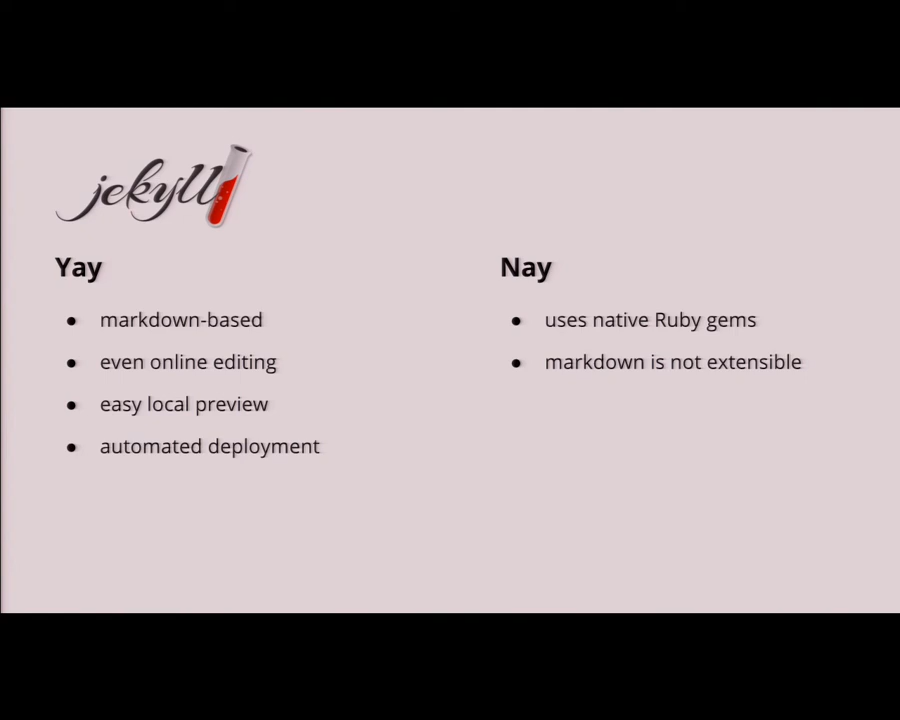 jekyll
Yay
● markdown-based
● even online editing
● easy local preview
● automated deployment
Nay
● uses native Ruby gems
● markdown is not extensible